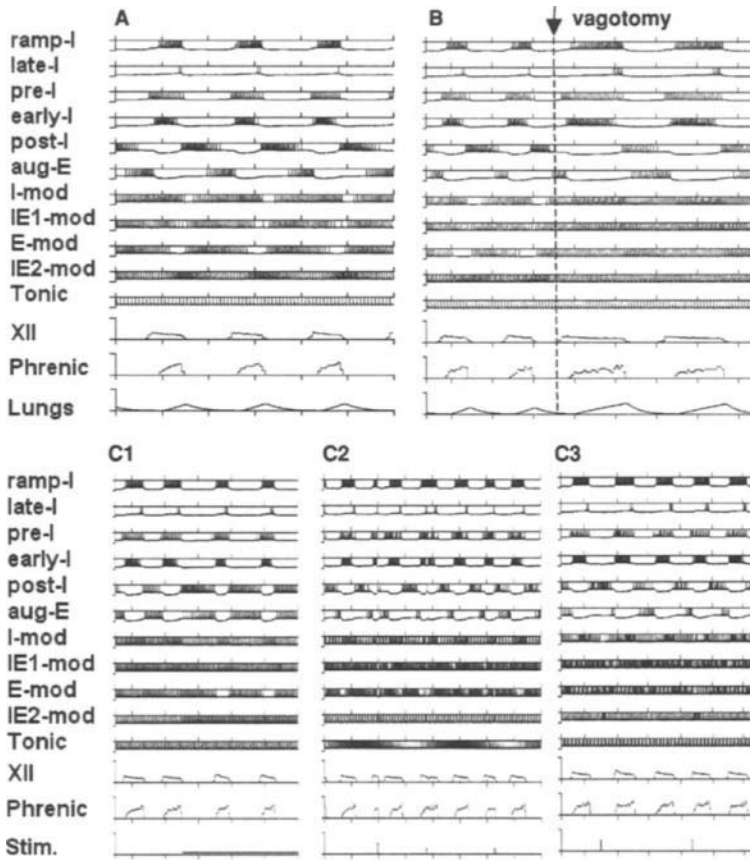 A
B
vagotomy
ramp-I
late-I
pre-I
early-I
post-I
aug-E
I-mod
IE1-mod
E-mod
IE2-mod
Tonic
XII
Phrenic
Lungs
C1
C2
C3
ramp-I
late-I
pre-I
early-I
post-I
aug-E
I-mod
IE1-mod
E-mod
IE2-mod
Tonic
XII
Phrenic
Stim.